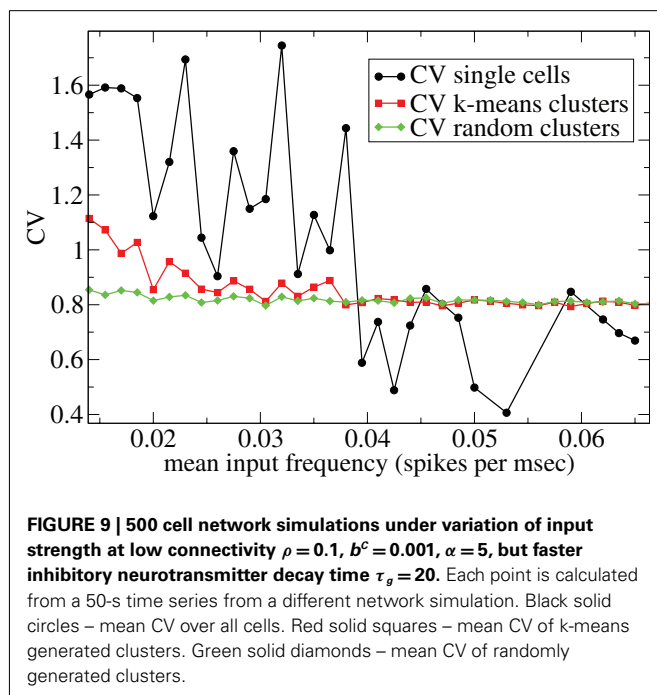 1.6
1.4
1.2
1
0.8
0.6
0.4
CV
CV single cells
CV k-means clusters
CV random clusters
0.02 0.03 0.04 0.05 0.06
mean input frequency (spikes per msec)
FIGURE 9 | 500 cell network simulations under variation of input
strength at low connectivity ρ = 0.1, bᶜ = 0.001, α = 5, but faster
inhibitory neurotransmitter decay time τg = 20. Each point is calculated
from a 50-s time series from a different network simulation. Black solid
circles – mean CV over all cells. Red solid squares – mean CV of k-means
generated clusters. Green solid diamonds – mean CV of randomly
generated clusters.